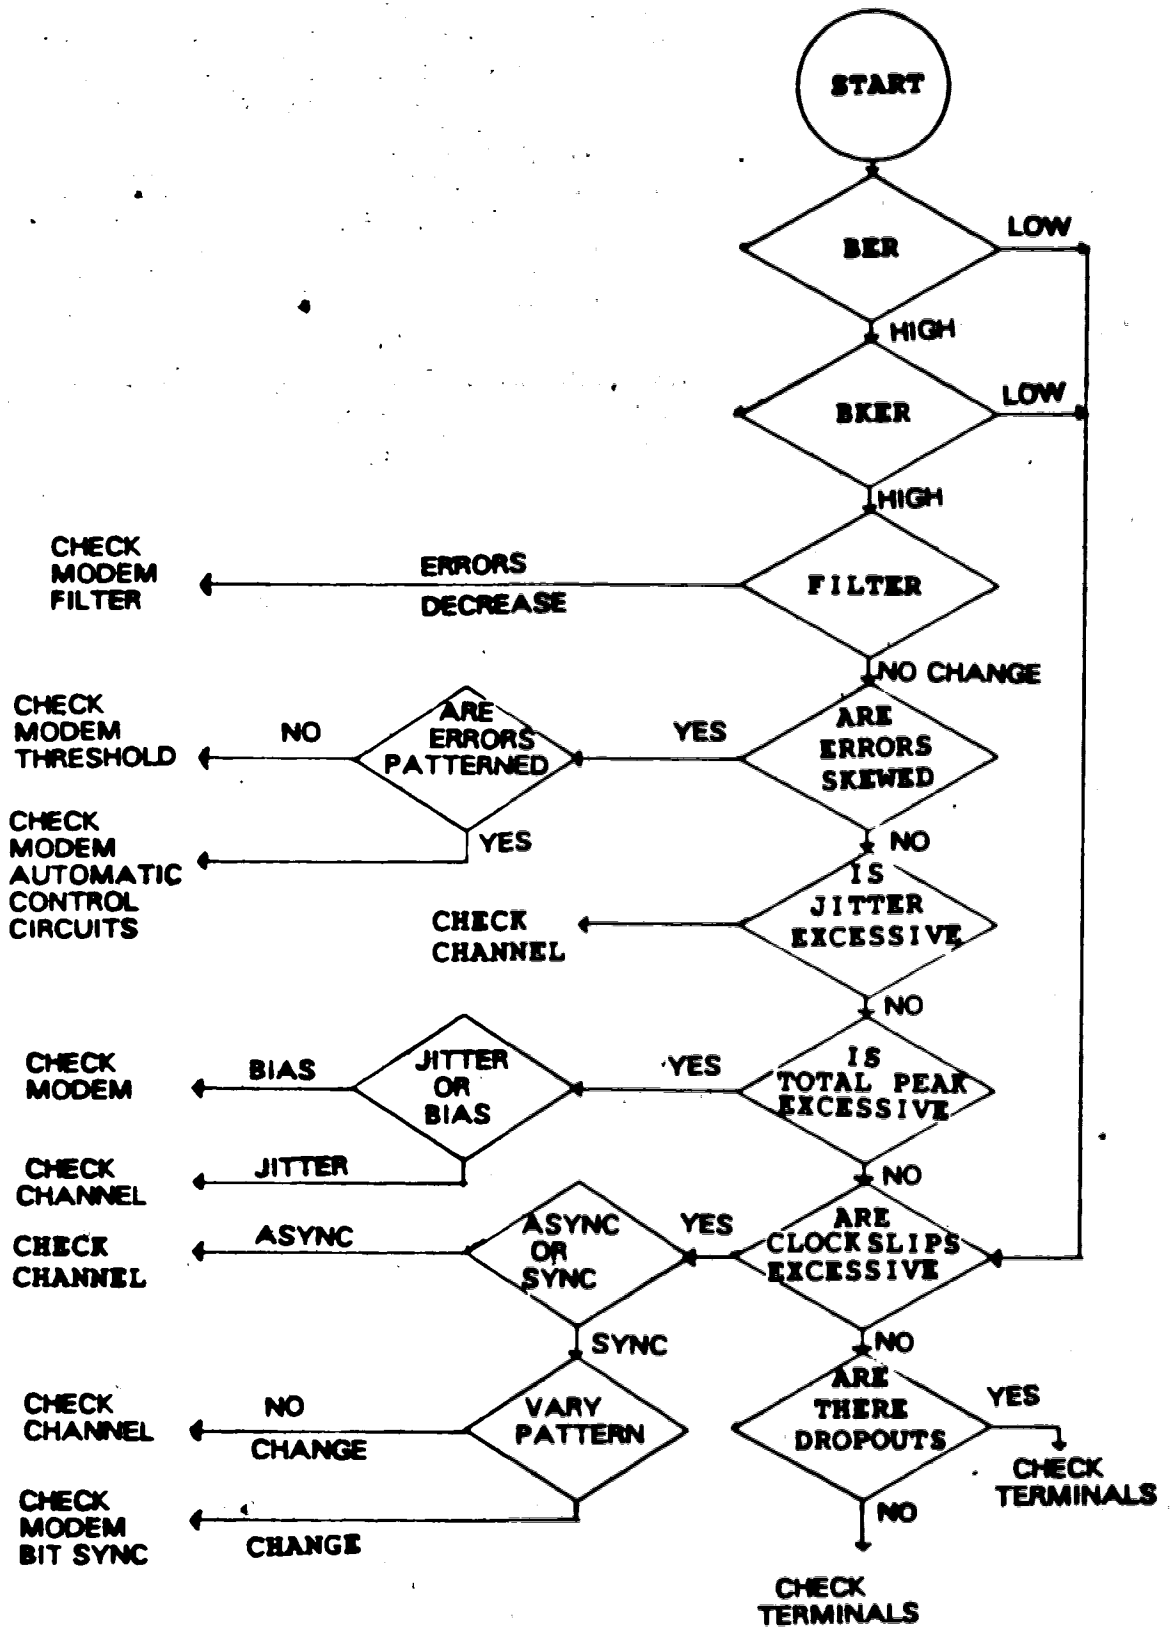 START
BER
LOW
HIGH
BKER
LOW
HIGH
CHECK
MODEM
FILTER
ERRORS
DECREASE
FILTER
NO CHANGE
CHECK
MODEM
THRESHOLD
NO
ARE
ERRORS
PATTERNED
YES
ARE
ERRORS
SKEWED
CHECK
MODEM
AUTOMATIC
CONTROL
CIRCUITS
YES
NO
CHECK
CHANNEL
IS
JITTER
EXCESSIVE
NO
CHECK
MODEM
BIAS
JITTER
OR
BIAS
YES
IS
TOTAL PEAK
EXCESSIVE
CHECK
CHANNEL
JITTER
NO
CHECK
CHANNEL
ASYNC
ASYNC
OR
SYNC
YES
ARE
CLOCK SLIPS
EXCESSIVE
SYNC
NO
CHECK
CHANNEL
NO
CHANGE
VARY
PATTERN
ARE
THERE
DROPOUTS
YES
CHECK
TERMINALS
CHECK
MODEM
BIT SYNC
CHANGE
NO
CHECK
TERMINALS